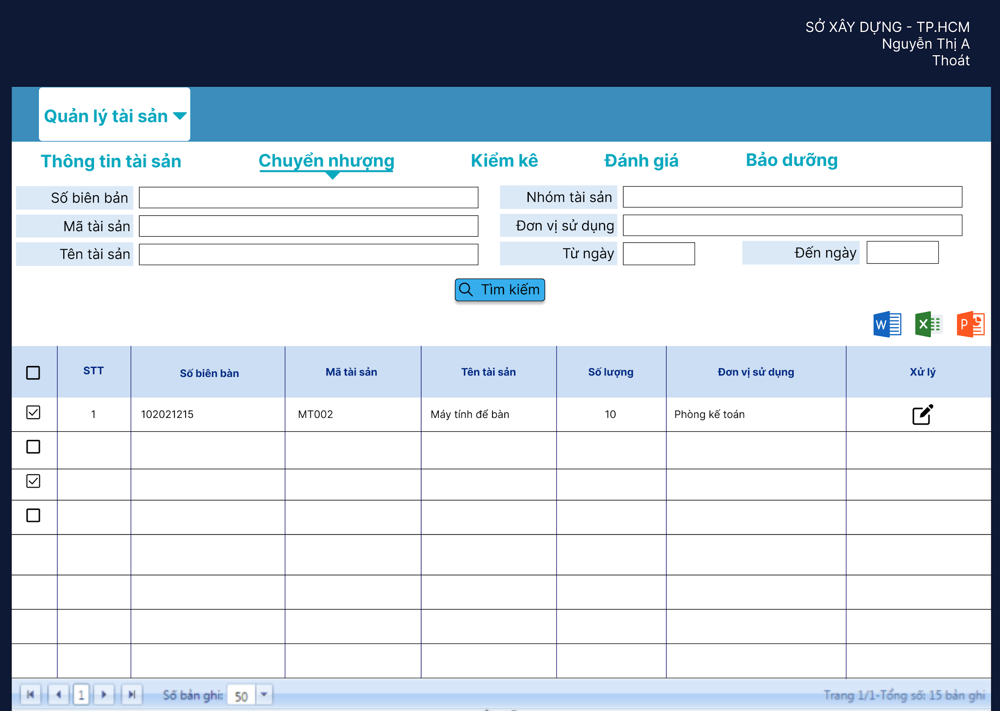 SỞ XÂY DỰNG - TP.HCM
Nguyễn Thị A
Thoát
Quản lý tài sản
Thông tin tài sản Chuyển nhượng Kiểm kê Đánh giá Bảo dưỡng
Số biên bản Nhóm tài sản
Mã tài sản Đơn vị sử dụng
Tên tài sản Từ ngày Đến ngày
Tìm kiếm
W X P
STT Số biên bàn Mã tài sản Tên tài sản Số lượng Đơn vị sử dụng Xử lý
1 102021215 MT002 Máy tính để bàn 10 Phòng kế toán
1 Số bản ghi: 50 Trang 1/1-Tổng số: 15 bản ghi